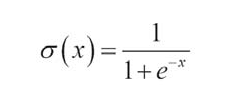 σ(x) = 1 / (1 + e^{-x})